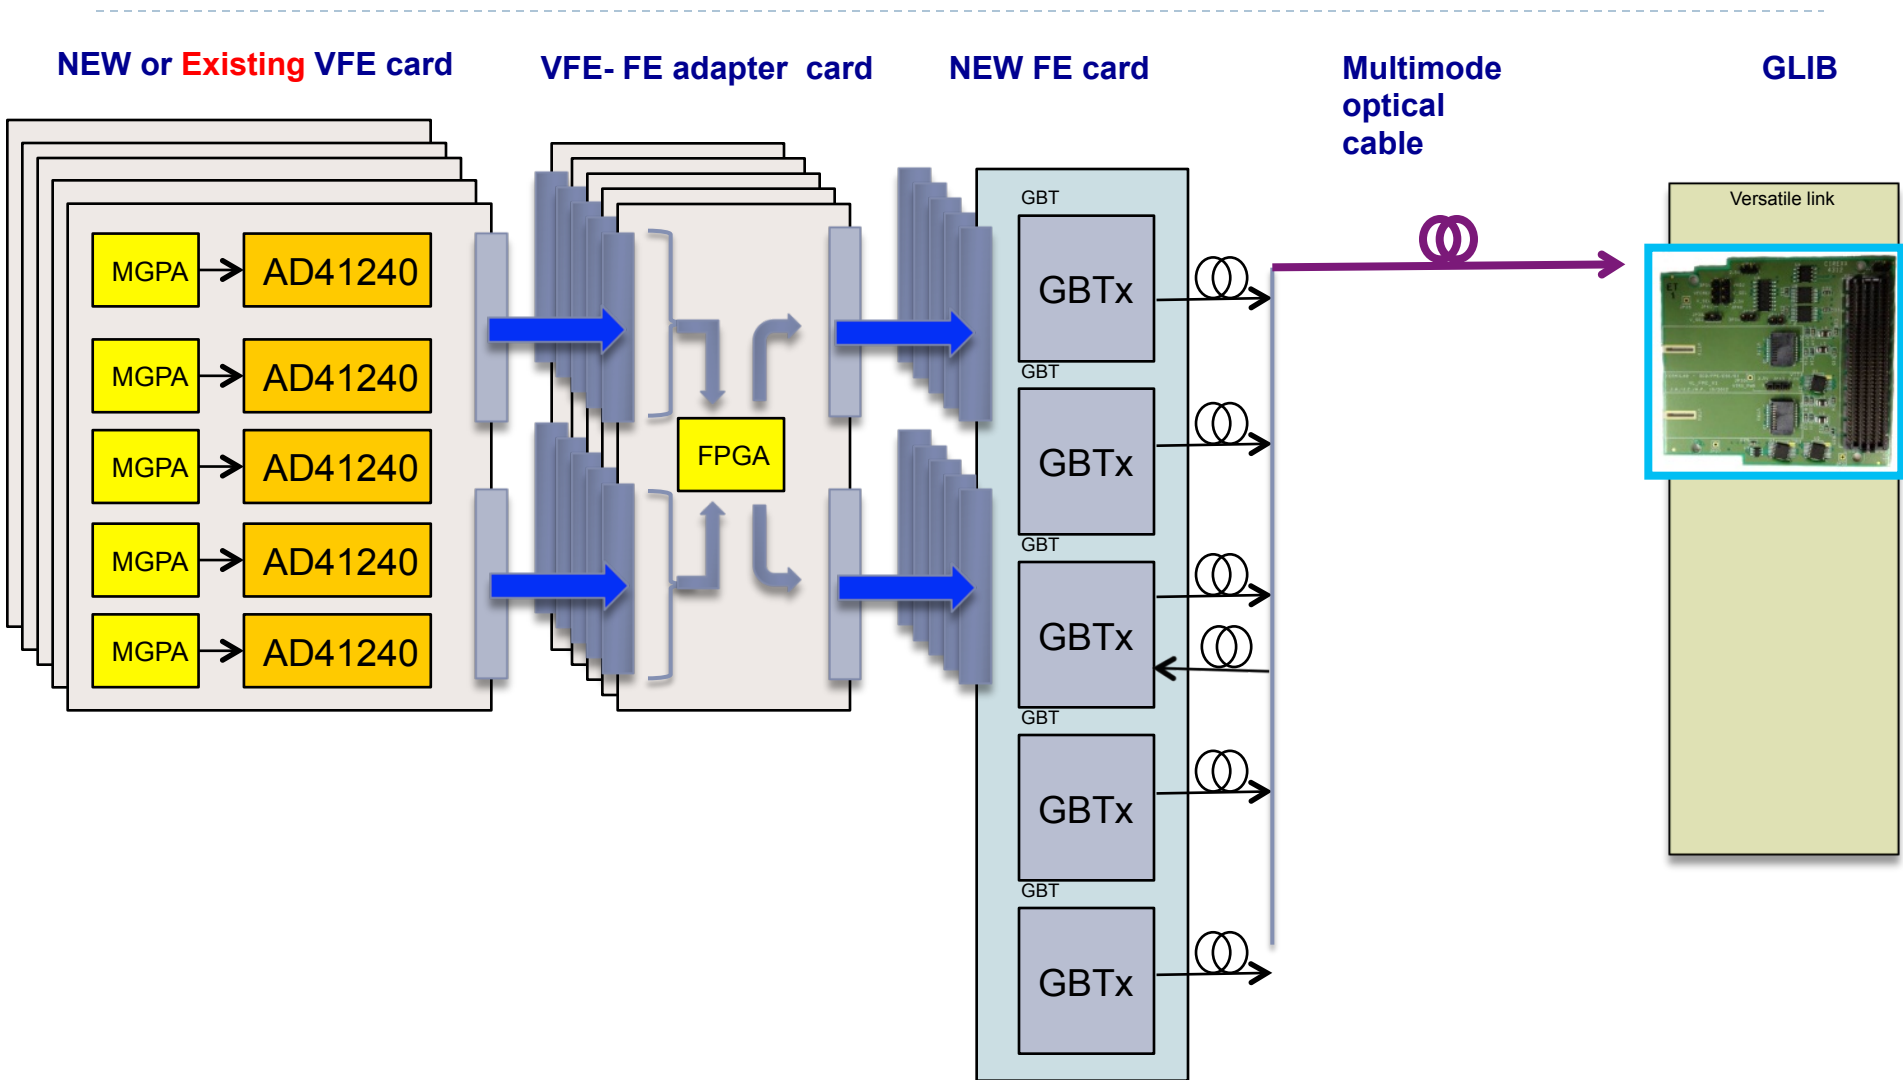 NEW or Existing VFE card
VFE- FE adapter  card
NEW FE card
Multimode
optical
cable
GLIB
MGPA
AD41240
MGPA
AD41240
MGPA
AD41240
MGPA
AD41240
MGPA
AD41240
FPGA
GBT
GBTx
GBT
GBTx
GBT
GBTx
GBT
GBTx
GBT
GBTx
Versatile link